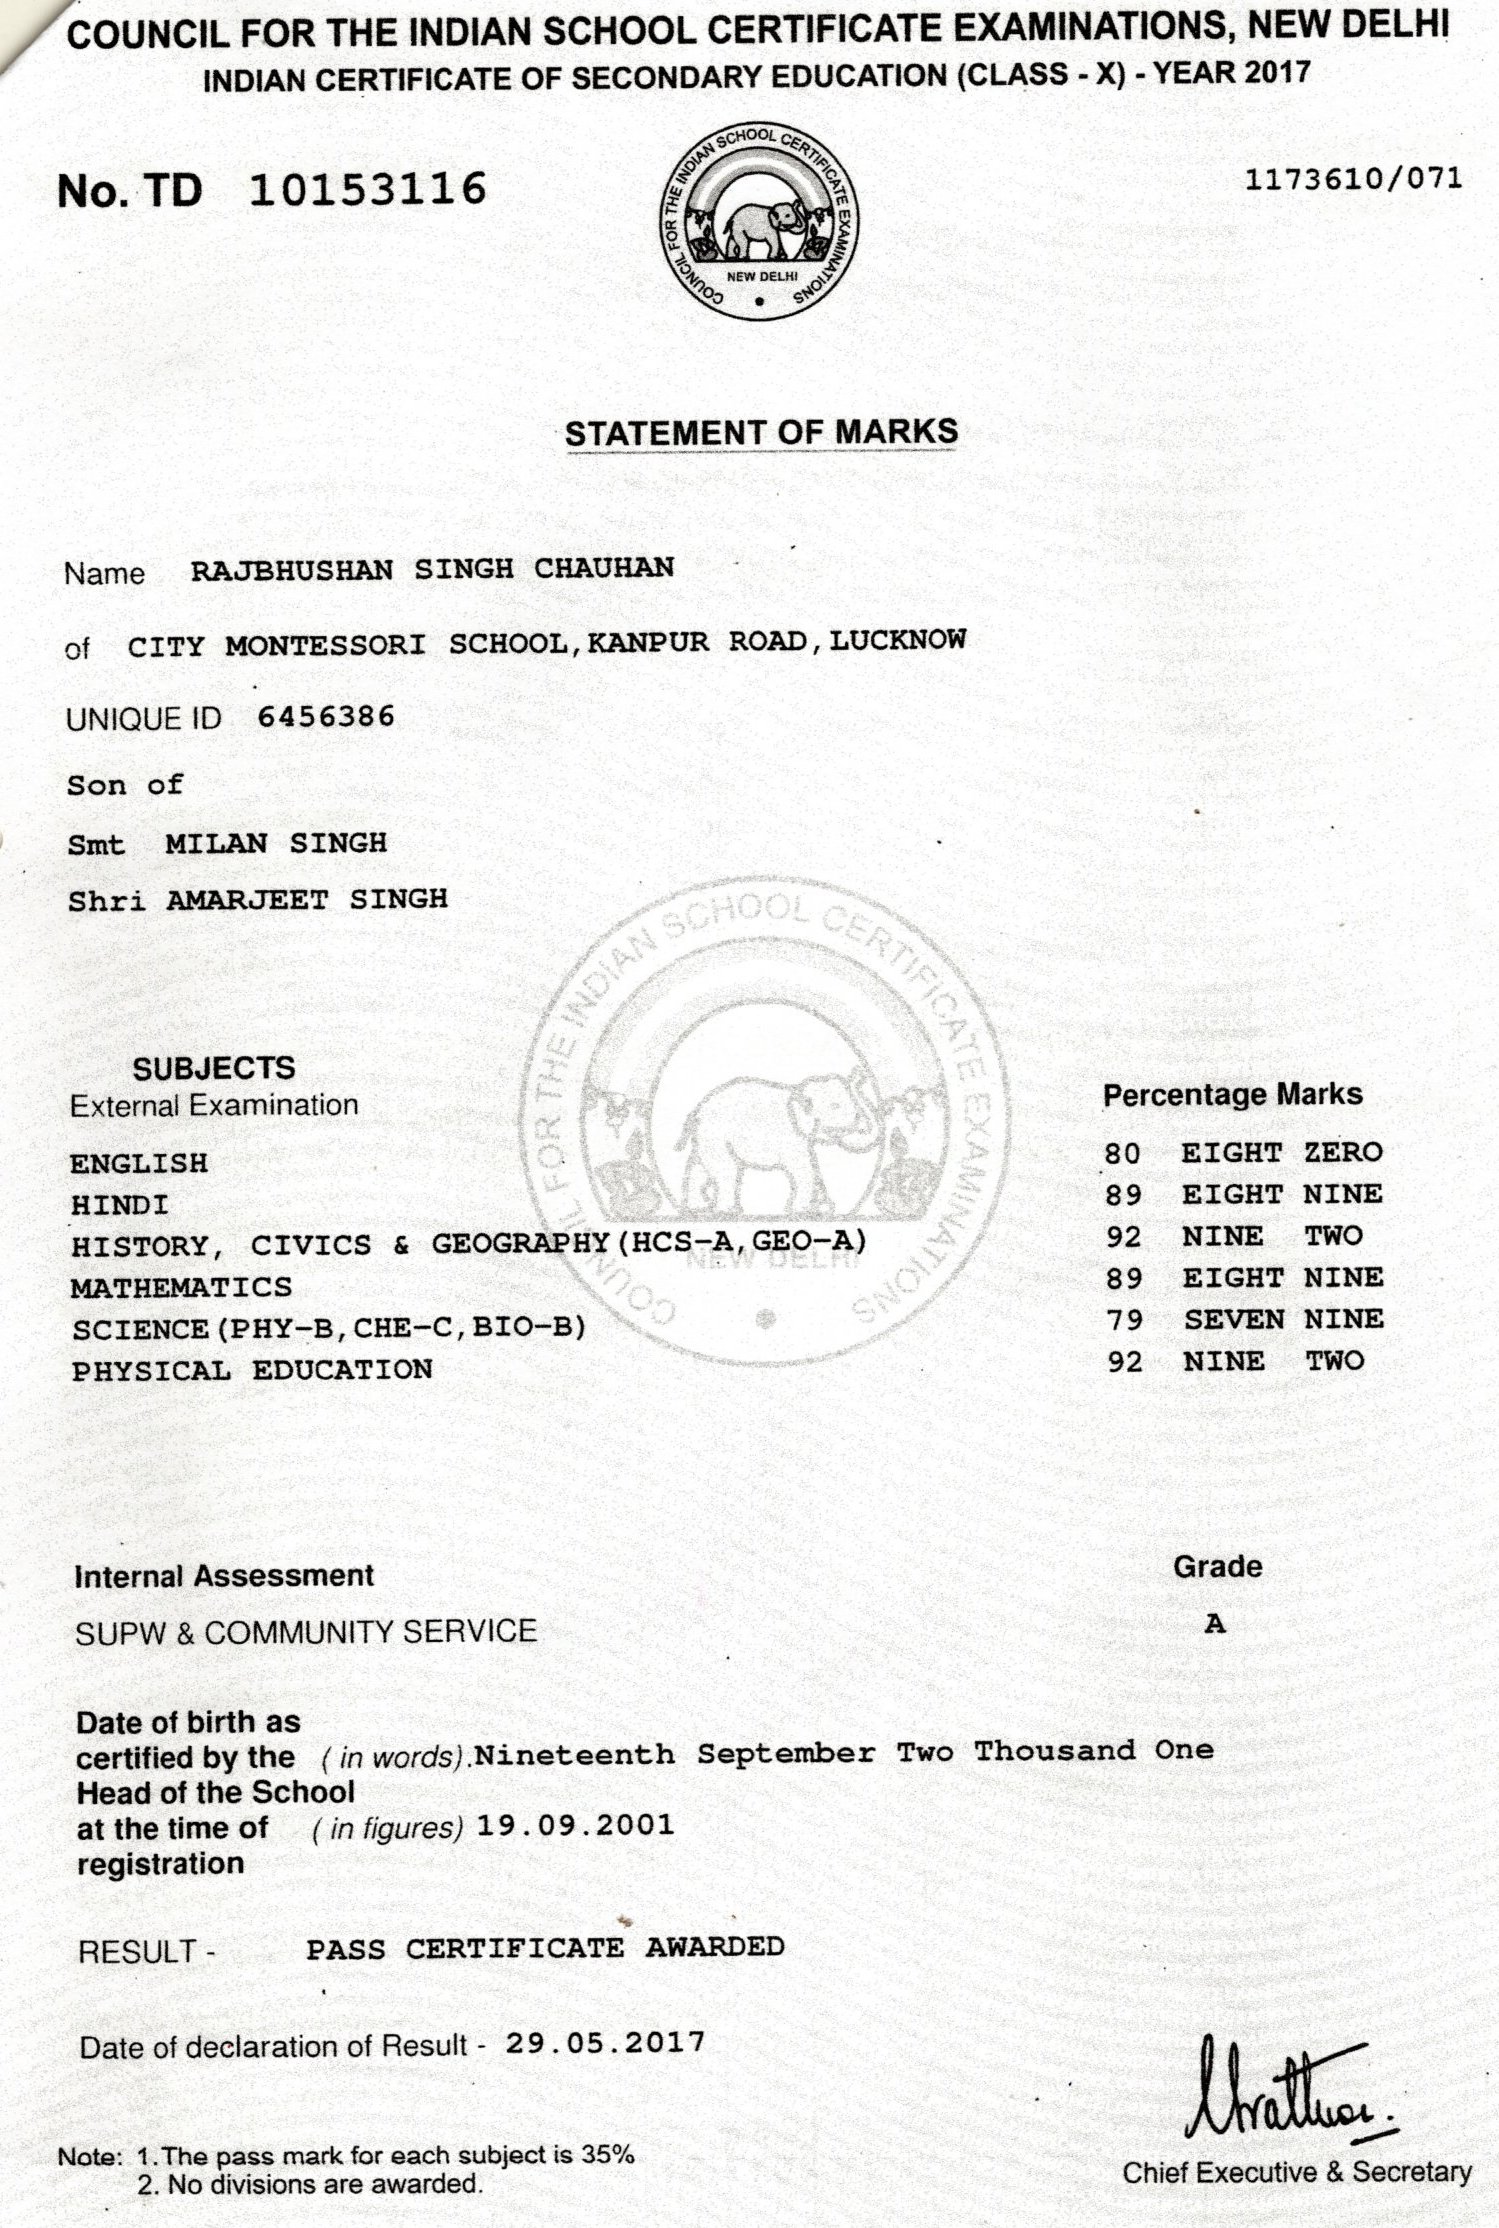 COUNCIL FOR THE INDIAN SCHOOL CERTIFICATE EXAMINATIONS, NEW DELHI
INDIAN CERTIFICATE OF SECONDARY EDUCATION (CLASS - X) - YEAR 2017
No. TD 10153116
1173610/071
COUNCIL FOR THE INDIAN SCHOOL CERTIFICATE EXAMINATIONS
NEW DELHI
STATEMENT OF MARKS
Name RAJBHUSHAN SINGH CHAUHAN
of CITY MONTESSORI SCHOOL,KANPUR ROAD,LUCKNOW
UNIQUE ID 6456386
Son of
Smt MILAN SINGH
Shri AMARJEET SINGH
COUNCIL FOR THE INDIAN SCHOOL CERTIFICATE EXAMINATIONS
NEW DELHI
SUBJECTS
External Examination Percentage Marks
ENGLISH 80 EIGHT ZERO
HINDI 89 EIGHT NINE
HISTORY, CIVICS & GEOGRAPHY(HCS-A,GEO-A) 92 NINE TWO
MATHEMATICS 89 EIGHT NINE
SCIENCE(PHY-B,CHE-C,BIO-B) 79 SEVEN NINE
PHYSICAL EDUCATION 92 NINE TWO
Internal Assessment Grade
SUPW & COMMUNITY SERVICE A
Date of birth as
certified by the (in words).Nineteenth September Two Thousand One
Head of the School
at the time of (in figures) 19.09.2001
registration
RESULT - PASS CERTIFICATE AWARDED
Date of declaration of Result - 29.05.2017
Note: 1.The pass mark for each subject is 35%
2. No divisions are awarded.
Chief Executive & Secretary